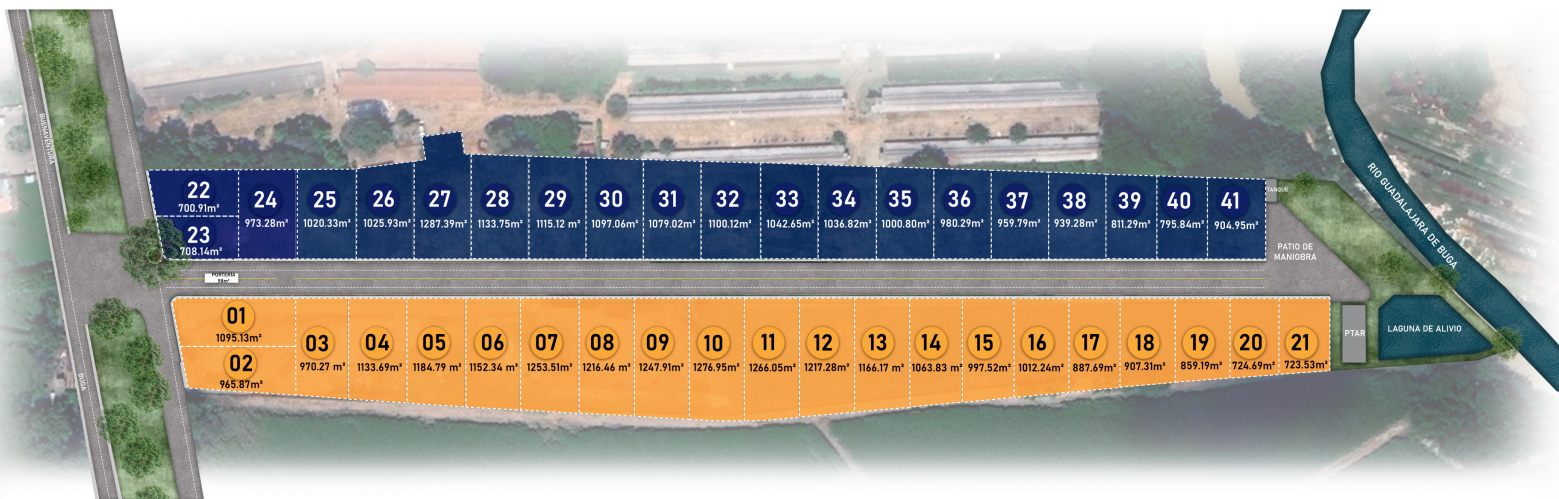 BUENAVENTURA
BUGA
22
700.91m²
23
708.14m²
24
973.28m²
25
1020.33m²
26
1025.93m²
27
1287.39m²
28
1133.75m²
29
1115.12 m²
30
1097.06m²
31
1079.02m²
32
1100.12m²
33
1042.65m²
34
1036.82m²
35
1000.80m²
36
980.29m²
37
959.79m²
38
939.28m²
39
811.29m²
40
795.84m²
41
904.95m²
TANQUE
PATIO DE
MANIOBRA
RIO GUADALAJARA DE BUGA
PORTERIA
58m²
01
1095.13m²
02
965.87m²
03
970.27 m²
04
1133.69m²
05
1184.79 m²
06
1152.34 m²
07
1253.51m²
08
1216.46 m²
09
1247.91m²
10
1276.95m²
11
1266.05m²
12
1217.28m²
13
1166.17 m²
14
1063.83 m²
15
997.52m²
16
1012.24m²
17
887.69m²
18
907.31m²
19
859.19m²
20
724.69m²
21
723.53m²
PTAR
LAGUNA DE ALIVIO